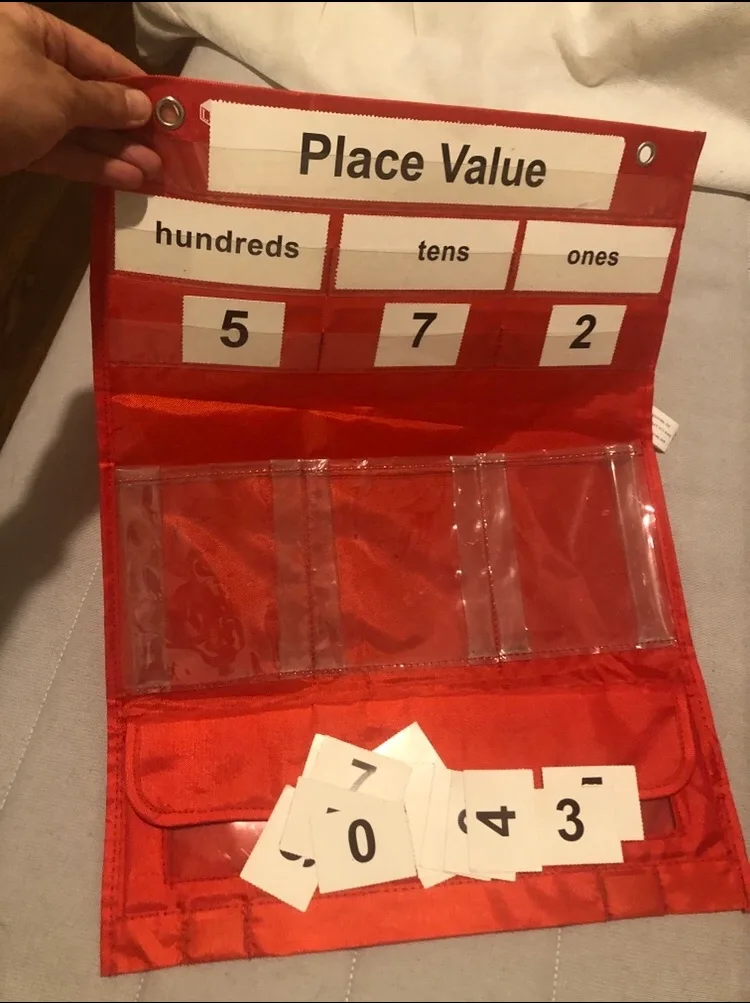 Place Value
hundreds tens ones
5 7 2
7
0 4 3